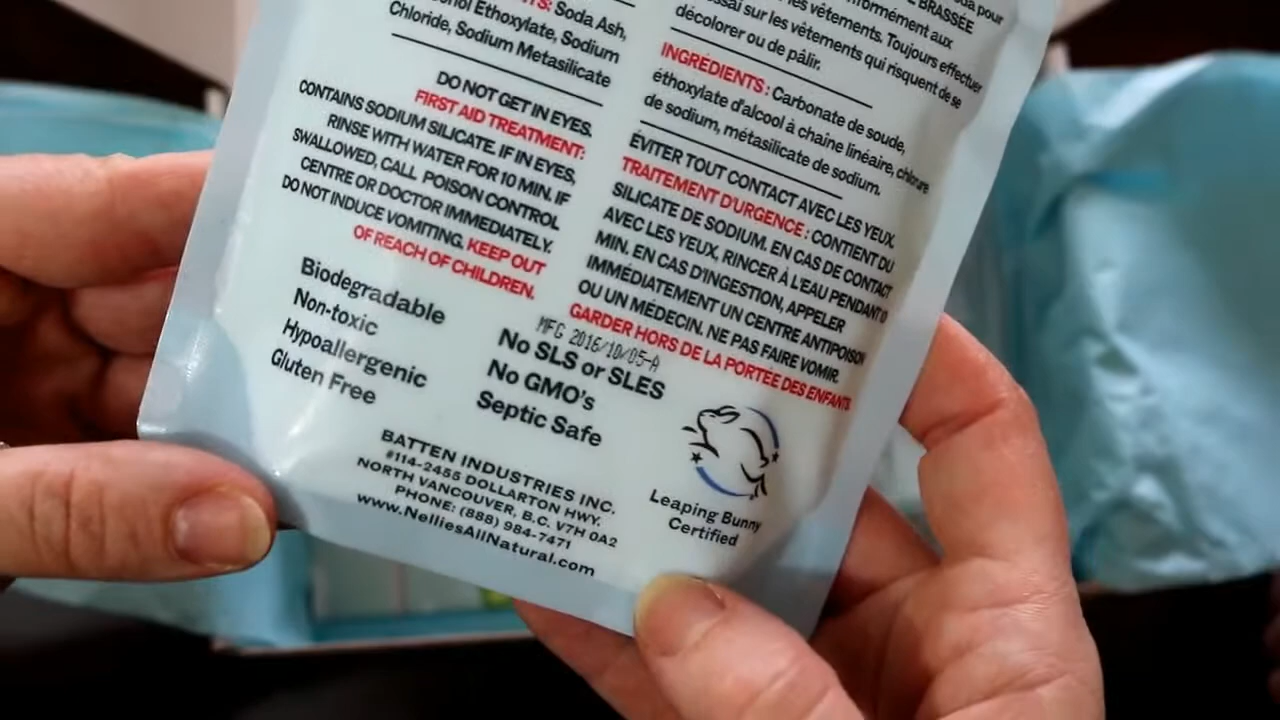 Soda Ash,
Ethoxylate, Sodium
Chloride, Sodium Metasilicate
DO NOT GET IN EYES.
FIRST AID TREATMENT:
CONTAINS SODIUM SILICATE. IF IN EYES,
RINSE WITH WATER FOR 10 MIN. IF
SWALLOWED, CALL POISON CONTROL
CENTRE OR DOCTOR IMMEDIATELY.
DO NOT INDUCE VOMITING. KEEP OUT
OF REACH OF CHILDREN.
pour
BRASSÉE
aux
les vêtements. Toujours effectuer
sur les vêtements qui risquent de se
décolorer ou de pâlir.
INGRÉDIENTS : Carbonate de soude,
éthoxylate d'alcool à chaîne linéaire, chlorure
de sodium, métasilicate de sodium.
ÉVITER TOUT CONTACT AVEC LES YEUX.
TRAITEMENT D'URGENCE : CONTIENT DU
SILICATE DE SODIUM. EN CAS DE CONTACT
AVEC LES YEUX, RINCER À L'EAU PENDANT 10
MIN. EN CAS D'INGESTION, APPELER
IMMÉDIATEMENT UN CENTRE ANTIPOISON
OU UN MÉDECIN. NE PAS FAIRE VOMIR.
GARDER HORS DE LA PORTÉE DES ENFANTS.
MFG 2016/10/05-A
Biodegradable
Non-toxic
Hypoallergenic
Gluten Free
No SLS or SLES
No GMO's
Septic Safe
Leaping Bunny
Certified
BATTEN INDUSTRIES INC.
#114-2455 DOLLARTON HWY.
NORTH VANCOUVER, B.C. V7H 0A2
PHONE: (888) 984-7471
www.NelliesAllNatural.com